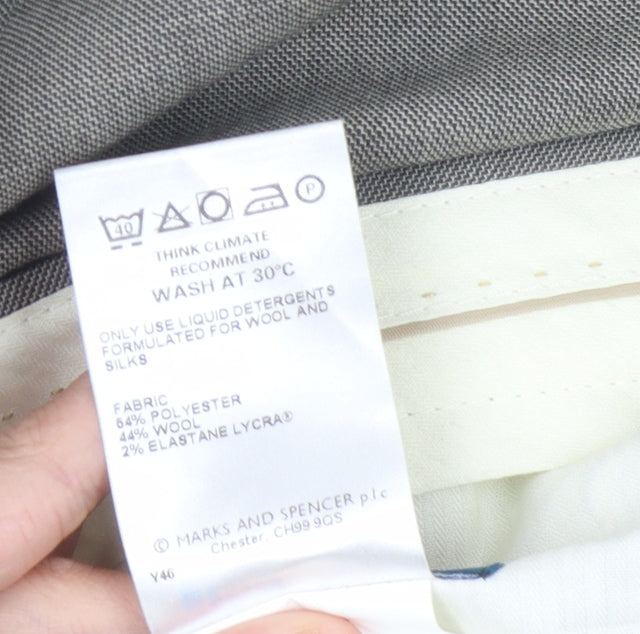 40
P
THINK CLIMATE
RECOMMEND
WASH AT 30°C
ONLY USE LIQUID DETERGENTS
FORMULATED FOR WOOL AND
SILKS
FABRIC
54% POLYESTER
44% WOOL
2% ELASTANE LYCRA®
© MARKS AND SPENCER plc
Chester, CH99 9QS
Y46